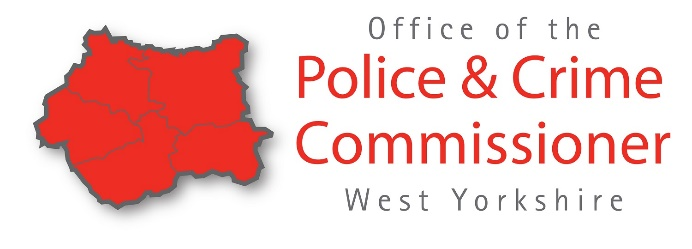 Office of the
Police & Crime
Commissioner
West Yorkshire